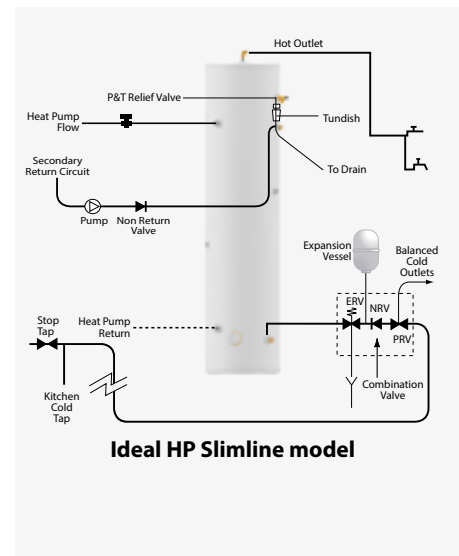 Hot Outlet
P&T Relief Valve
Heat Pump
Flow
Tundish
Secondary
Return Circuit
To Drain
Pump
Non Return
Valve
Expansion
Vessel
Balanced
Cold
Outlets
ERV
NRV
PRV
Stop
Tap
Heat Pump
Return
Kitchen
Cold
Tap
Combination
Valve
Ideal HP Slimline model